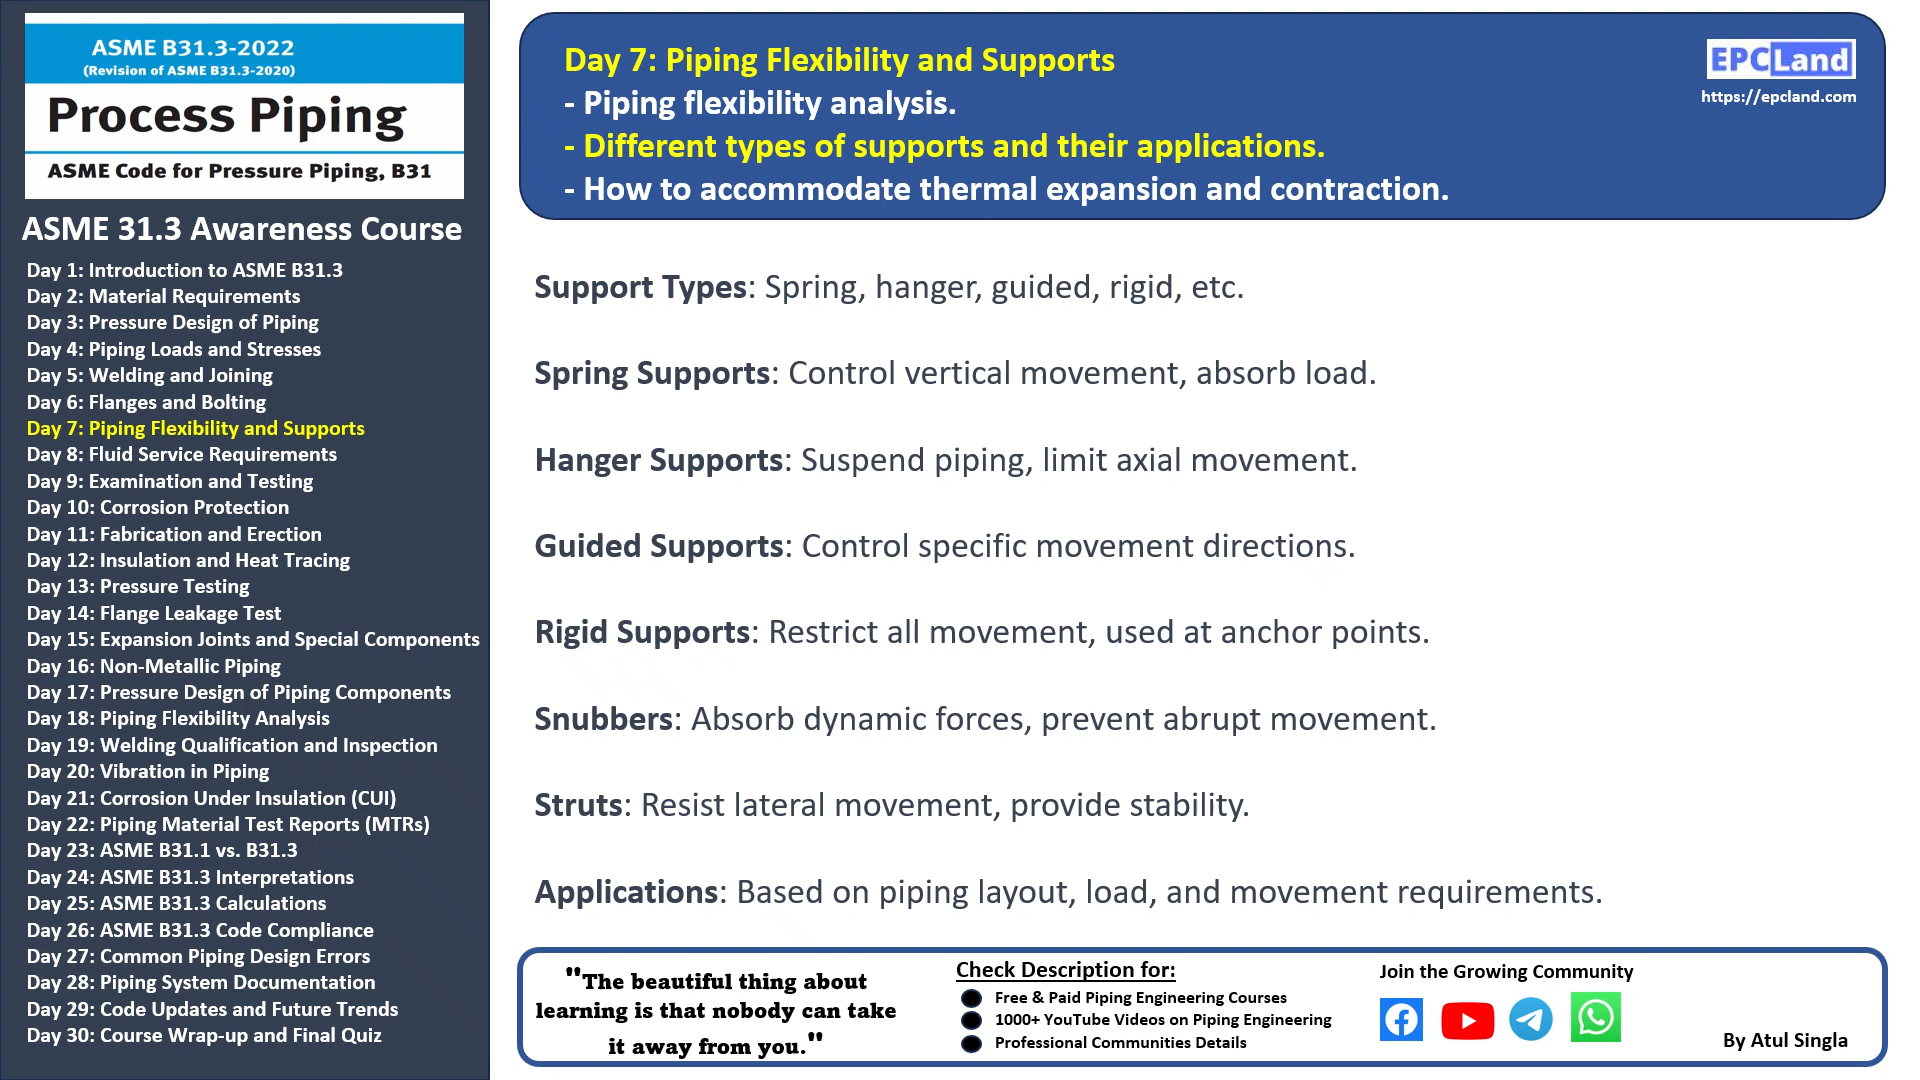 ASME B31.3-2022
(Revision of ASME B31.3-2020)
Process Piping
ASME Code for Pressure Piping, B31
ASME 31.3 Awareness Course
Day 1: Introduction to ASME B31.3
Day 2: Material Requirements
Day 3: Pressure Design of Piping
Day 4: Piping Loads and Stresses
Day 5: Welding and Joining
Day 6: Flanges and Bolting
Day 7: Piping Flexibility and Supports
Day 8: Fluid Service Requirements
Day 9: Examination and Testing
Day 10: Corrosion Protection
Day 11: Fabrication and Erection
Day 12: Insulation and Heat Tracing
Day 13: Pressure Testing
Day 14: Flange Leakage Test
Day 15: Expansion Joints and Special Components
Day 16: Non-Metallic Piping
Day 17: Pressure Design of Piping Components
Day 18: Piping Flexibility Analysis
Day 19: Welding Qualification and Inspection
Day 20: Vibration in Piping
Day 21: Corrosion Under Insulation (CUI)
Day 22: Piping Material Test Reports (MTRs)
Day 23: ASME B31.1 vs. B31.3
Day 24: ASME B31.3 Interpretations
Day 25: ASME B31.3 Calculations
Day 26: ASME B31.3 Code Compliance
Day 27: Common Piping Design Errors
Day 28: Piping System Documentation
Day 29: Code Updates and Future Trends
Day 30: Course Wrap-up and Final Quiz
Day 7: Piping Flexibility and Supports
- Piping flexibility analysis.
- Different types of supports and their applications.
- How to accommodate thermal expansion and contraction.
EPCLand
https://epcland.com
Support Types: Spring, hanger, guided, rigid, etc.
Spring Supports: Control vertical movement, absorb load.
Hanger Supports: Suspend piping, limit axial movement.
Guided Supports: Control specific movement directions.
Rigid Supports: Restrict all movement, used at anchor points.
Snubbers: Absorb dynamic forces, prevent abrupt movement.
Struts: Resist lateral movement, provide stability.
Applications: Based on piping layout, load, and movement requirements.
"The beautiful thing about
learning is that nobody can take
it away from you."
Check Description for:
Free & Paid Piping Engineering Courses
1000+ YouTube Videos on Piping Engineering
Professional Communities Details
Join the Growing Community
By Atul Singla